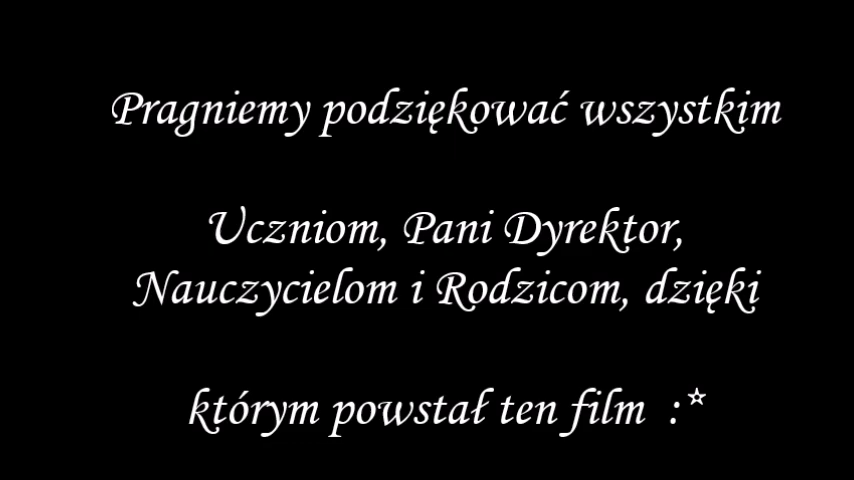 Pragniemy podziękować wszystkim
Uczniom, Pani Dyrektor,
Nauczycielom i Rodzicom, dzięki
którym powstał ten film :*